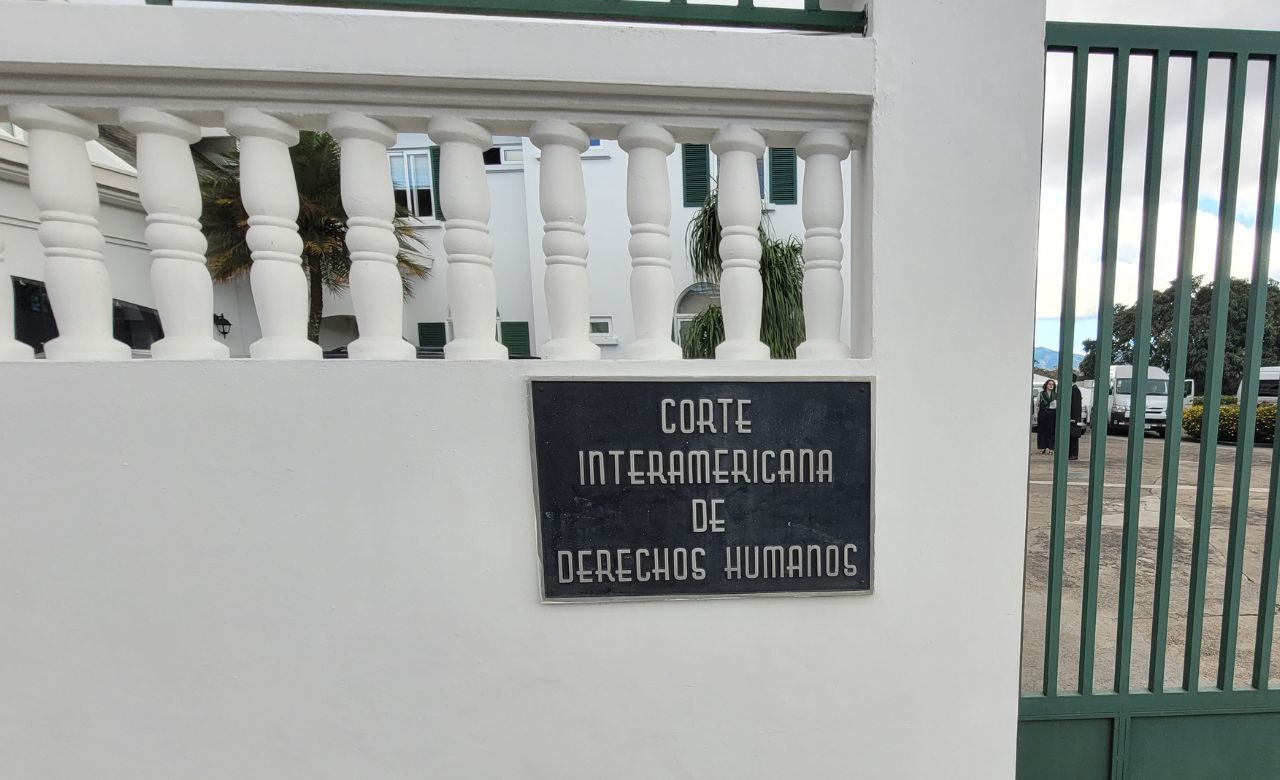 CORTE
INTERAMERICANA
DE
DERECHOS HUMANOS